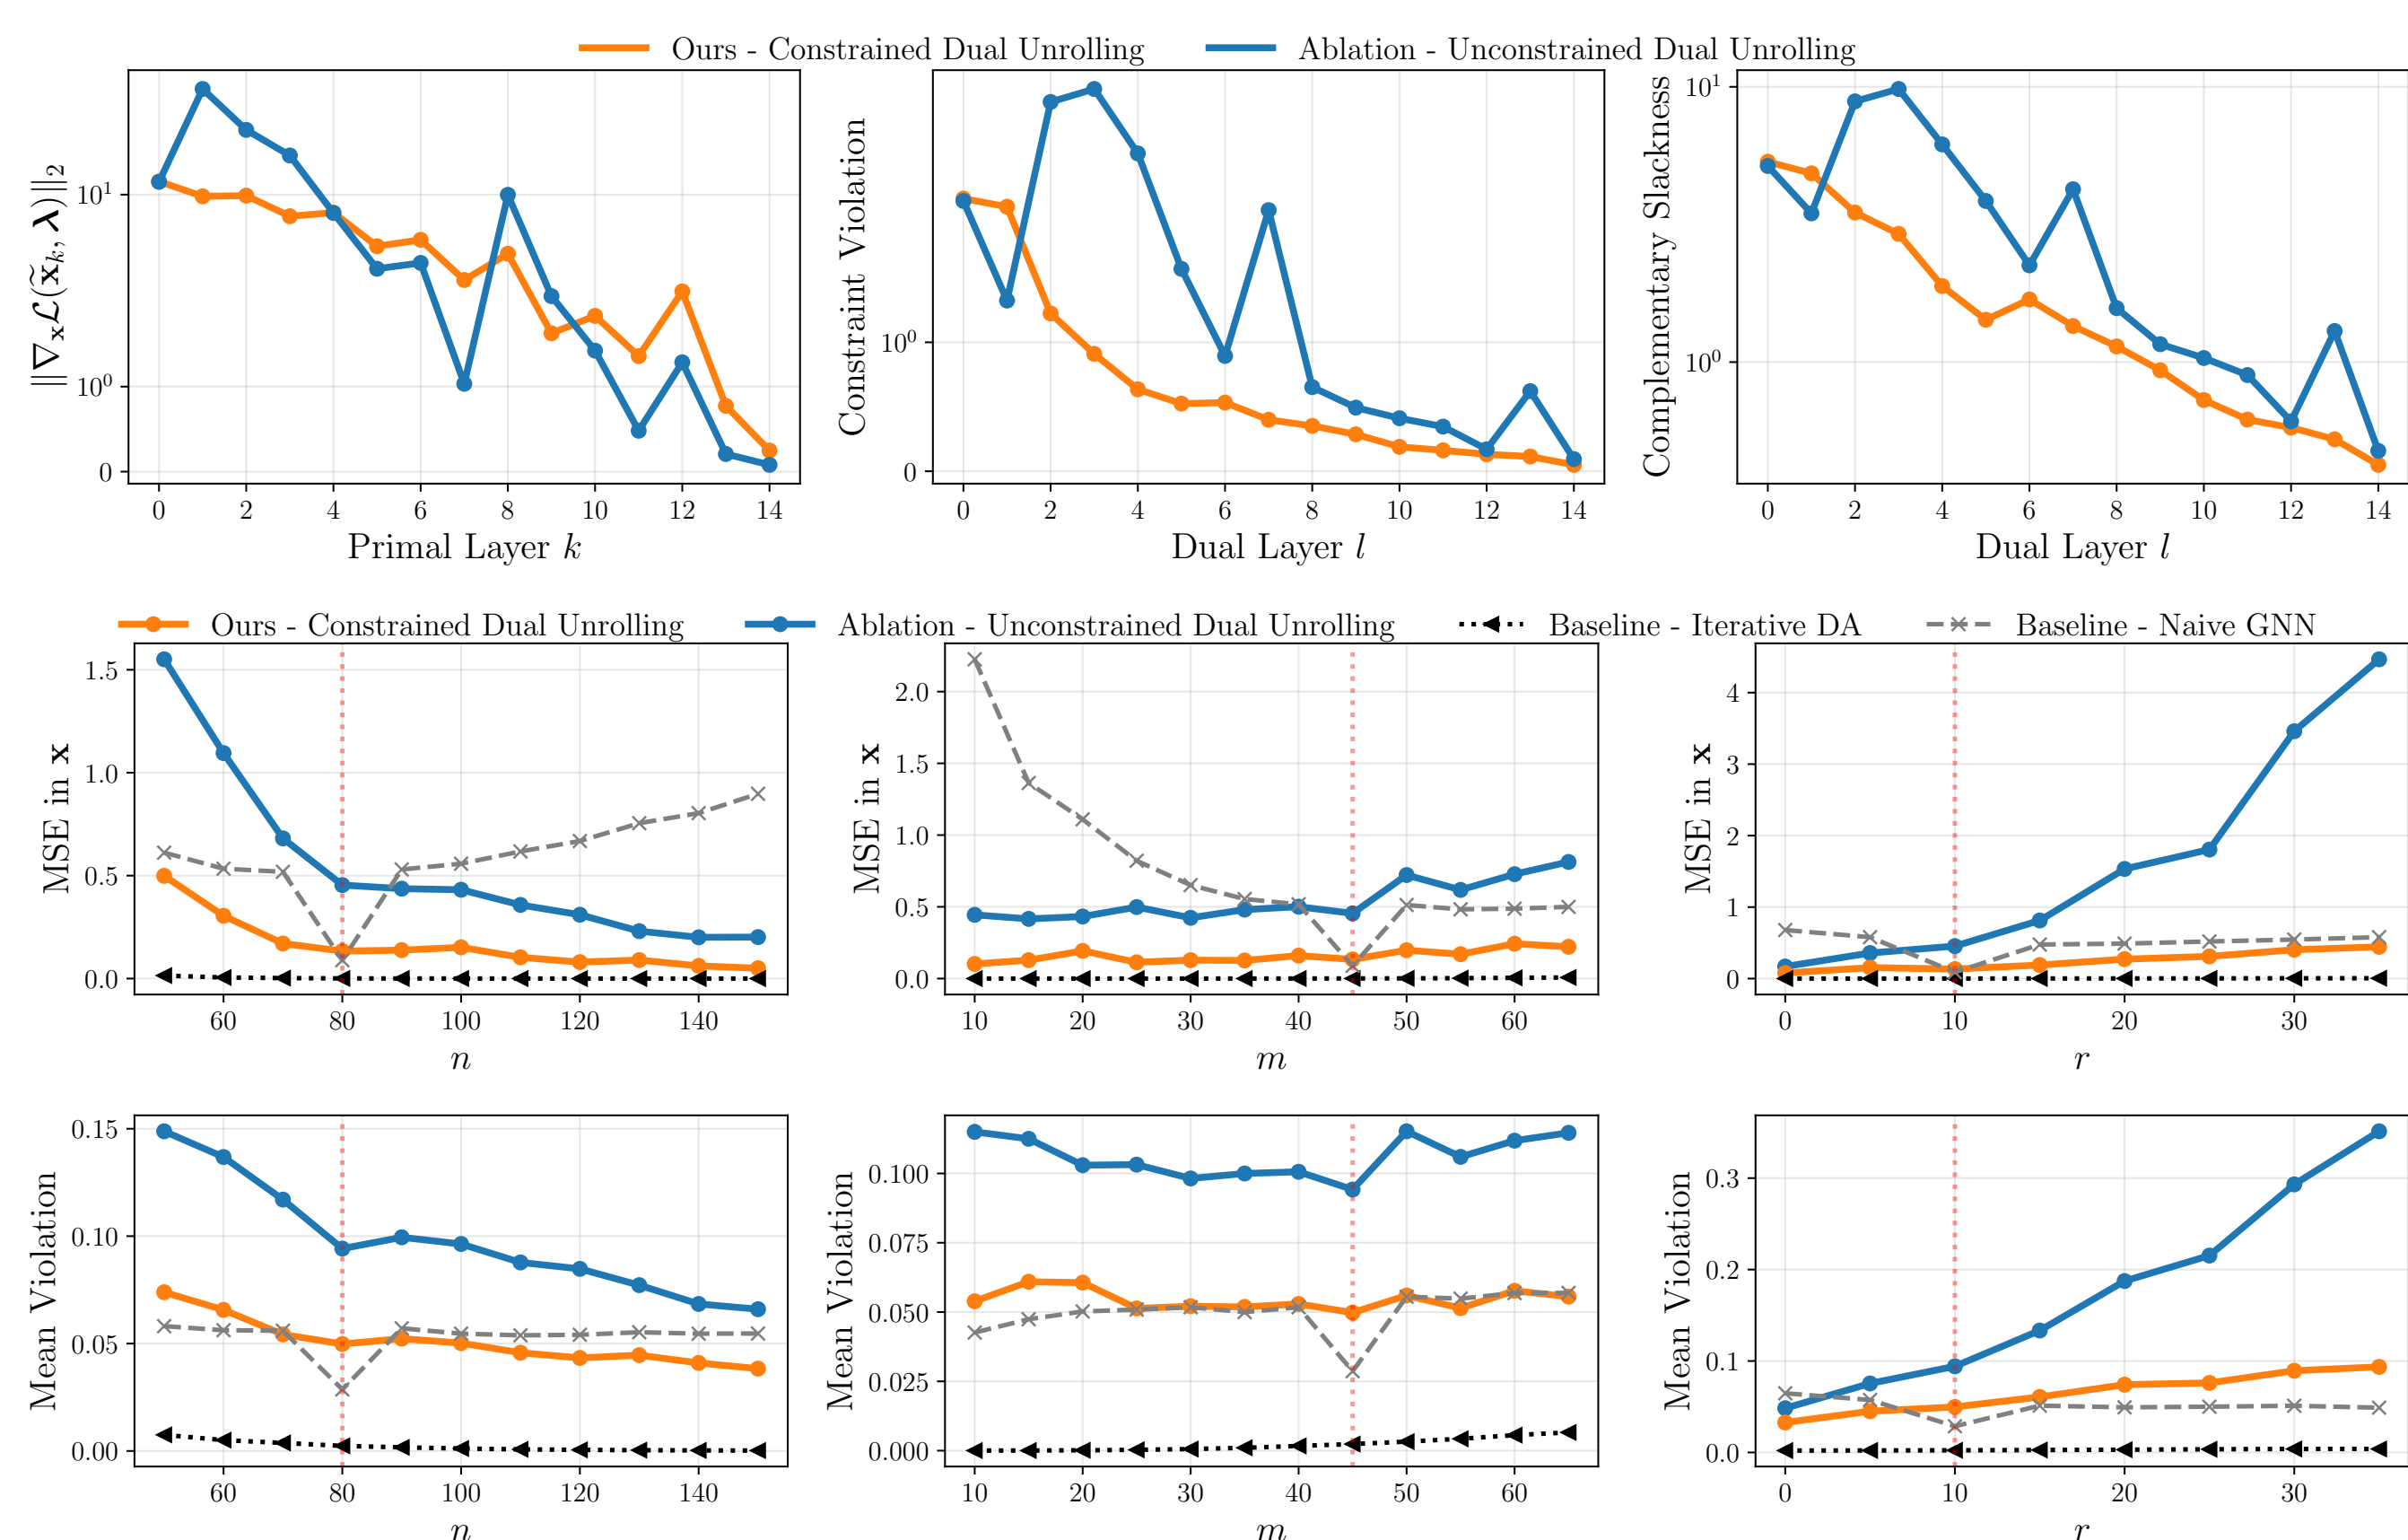 Ours - Constrained Dual Unrolling Ablation - Unconstrained Dual Unrolling
‖∇ₓℒ(x̃ₖ, λ)‖₂
10¹
10⁰
0
0 2 4 6 8 10 12 14
Primal Layer k
Constraint Violation
10⁰
0
0 2 4 6 8 10 12 14
Dual Layer l
Complementary Slackness
10¹
10⁰
0 2 4 6 8 10 12 14
Dual Layer l
Ours - Constrained Dual Unrolling Ablation - Unconstrained Dual Unrolling Baseline - Iterative DA Baseline - Naive GNN
MSE in x
1.5
1.0
0.5
0.0
60 80 100 120 140
n
MSE in x
2.0
1.5
1.0
0.5
0.0
10 20 30 40 50 60
m
MSE in x
4
3
2
1
0
0 10 20 30
r
Mean Violation
0.15
0.10
0.05
0.00
60 80 100 120 140
n
Mean Violation
0.100
0.075
0.050
0.025
0.000
10 20 30 40 50 60
m
Mean Violation
0.3
0.2
0.1
0.0
0 10 20 30
r